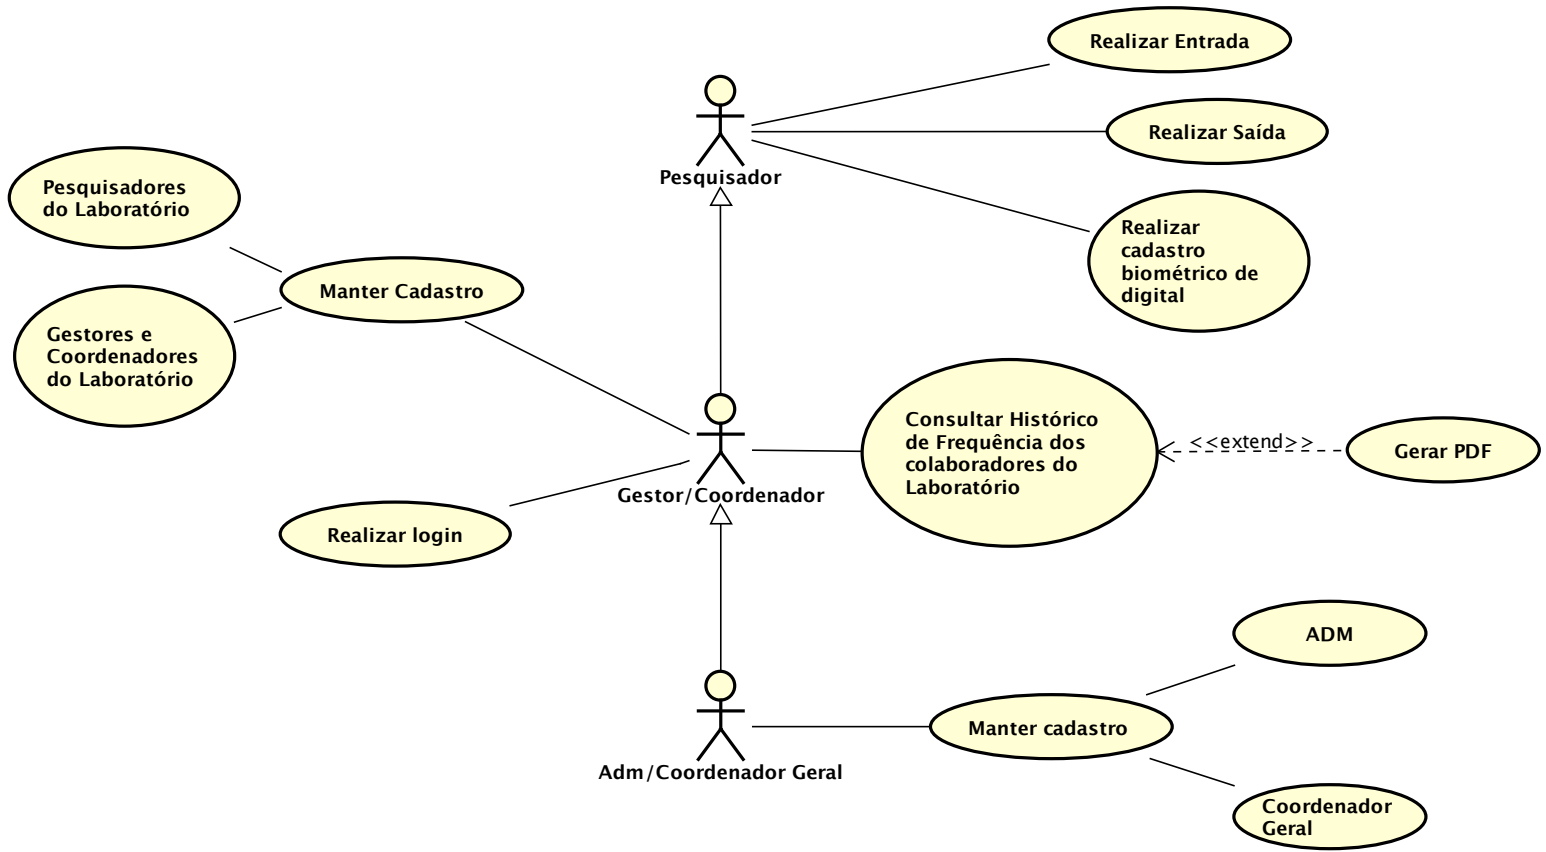 Realizar Entrada
Realizar Saída
Pesquisador
Pesquisadores
do Laboratório
Realizar
cadastro
biométrico de
digital
Manter Cadastro
Gestores e
Coordenadores
do Laboratório
Consultar Histórico
de Frequência dos
colaboradores do
Laboratório
<<extend>>
Gerar PDF
Gestor/Coordenador
Realizar login
ADM
Manter cadastro
Adm/Coordenador Geral
Coordenador
Geral